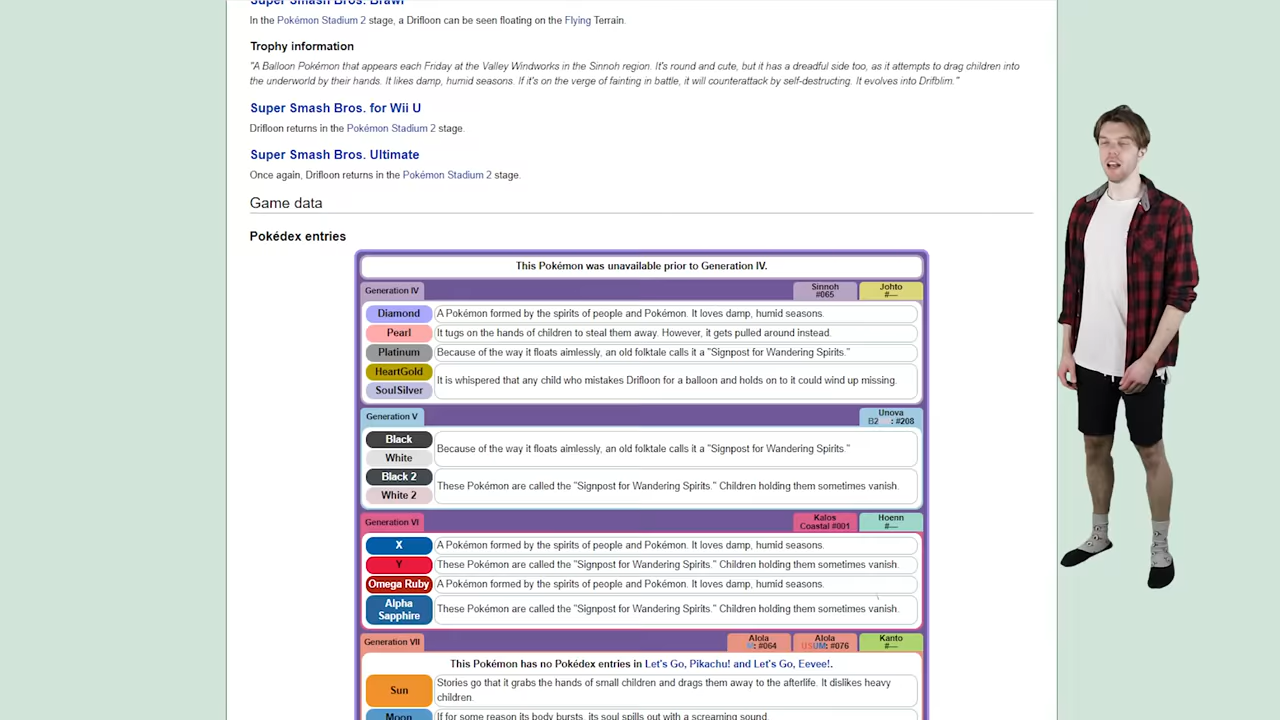 Super Smash Bros. Brawl
In the Pokémon Stadium 2 stage, a Drifloon can be seen floating on the Flying Terrain.
Trophy information
"A Balloon Pokémon that appears each Friday at the Valley Windworks in the Sinnoh region. It's round and cute, but it has a dreadful side too, as it attempts to drag children into
the underworld by their hands. It likes damp, humid seasons. If it's on the verge of fainting in battle, it will counterattack by self-destructing. It evolves into Drifblim."
Super Smash Bros. for Wii U
Drifloon returns in the Pokémon Stadium 2 stage.
Super Smash Bros. Ultimate
Once again, Drifloon returns in the Pokémon Stadium 2 stage.
Game data
Pokédex entries
This Pokémon was unavailable prior to Generation IV.
Generation IV
Sinnoh
#065
Johto
#—
Diamond
A Pokémon formed by the spirits of people and Pokémon. It loves damp, humid seasons.
Pearl
It tugs on the hands of children to steal them away. However, it gets pulled around instead.
Platinum
Because of the way it floats aimlessly, an old folktale calls it a "Signpost for Wandering Spirits."
HeartGold
SoulSilver
It is whispered that any child who mistakes Drifloon for a balloon and holds on to it could wind up missing.
Generation V
Unova
B2 : #208
Black
White
Because of the way it floats aimlessly, an old folktale calls it a "Signpost for Wandering Spirits."
Black 2
White 2
These Pokémon are called the "Signpost for Wandering Spirits." Children holding them sometimes vanish.
Generation VI
Kalos
Coastal #001
Hoenn
#—
X
A Pokémon formed by the spirits of people and Pokémon. It loves damp, humid seasons.
Y
These Pokémon are called the "Signpost for Wandering Spirits." Children holding them sometimes vanish.
Omega Ruby
A Pokémon formed by the spirits of people and Pokémon. It loves damp, humid seasons.
Alpha
Sapphire
These Pokémon are called the "Signpost for Wandering Spirits." Children holding them sometimes vanish.
Generation VII
Alola
M: #064
Alola
USUM: #076
Kanto
#—
This Pokémon has no Pokédex entries in Let's Go, Pikachu! and Let's Go, Eevee!.
Sun
Stories go that it grabs the hands of small children and drags them away to the afterlife. It dislikes heavy
children.
Moon
If for some reason its body bursts, its soul spills out with a screaming sound.